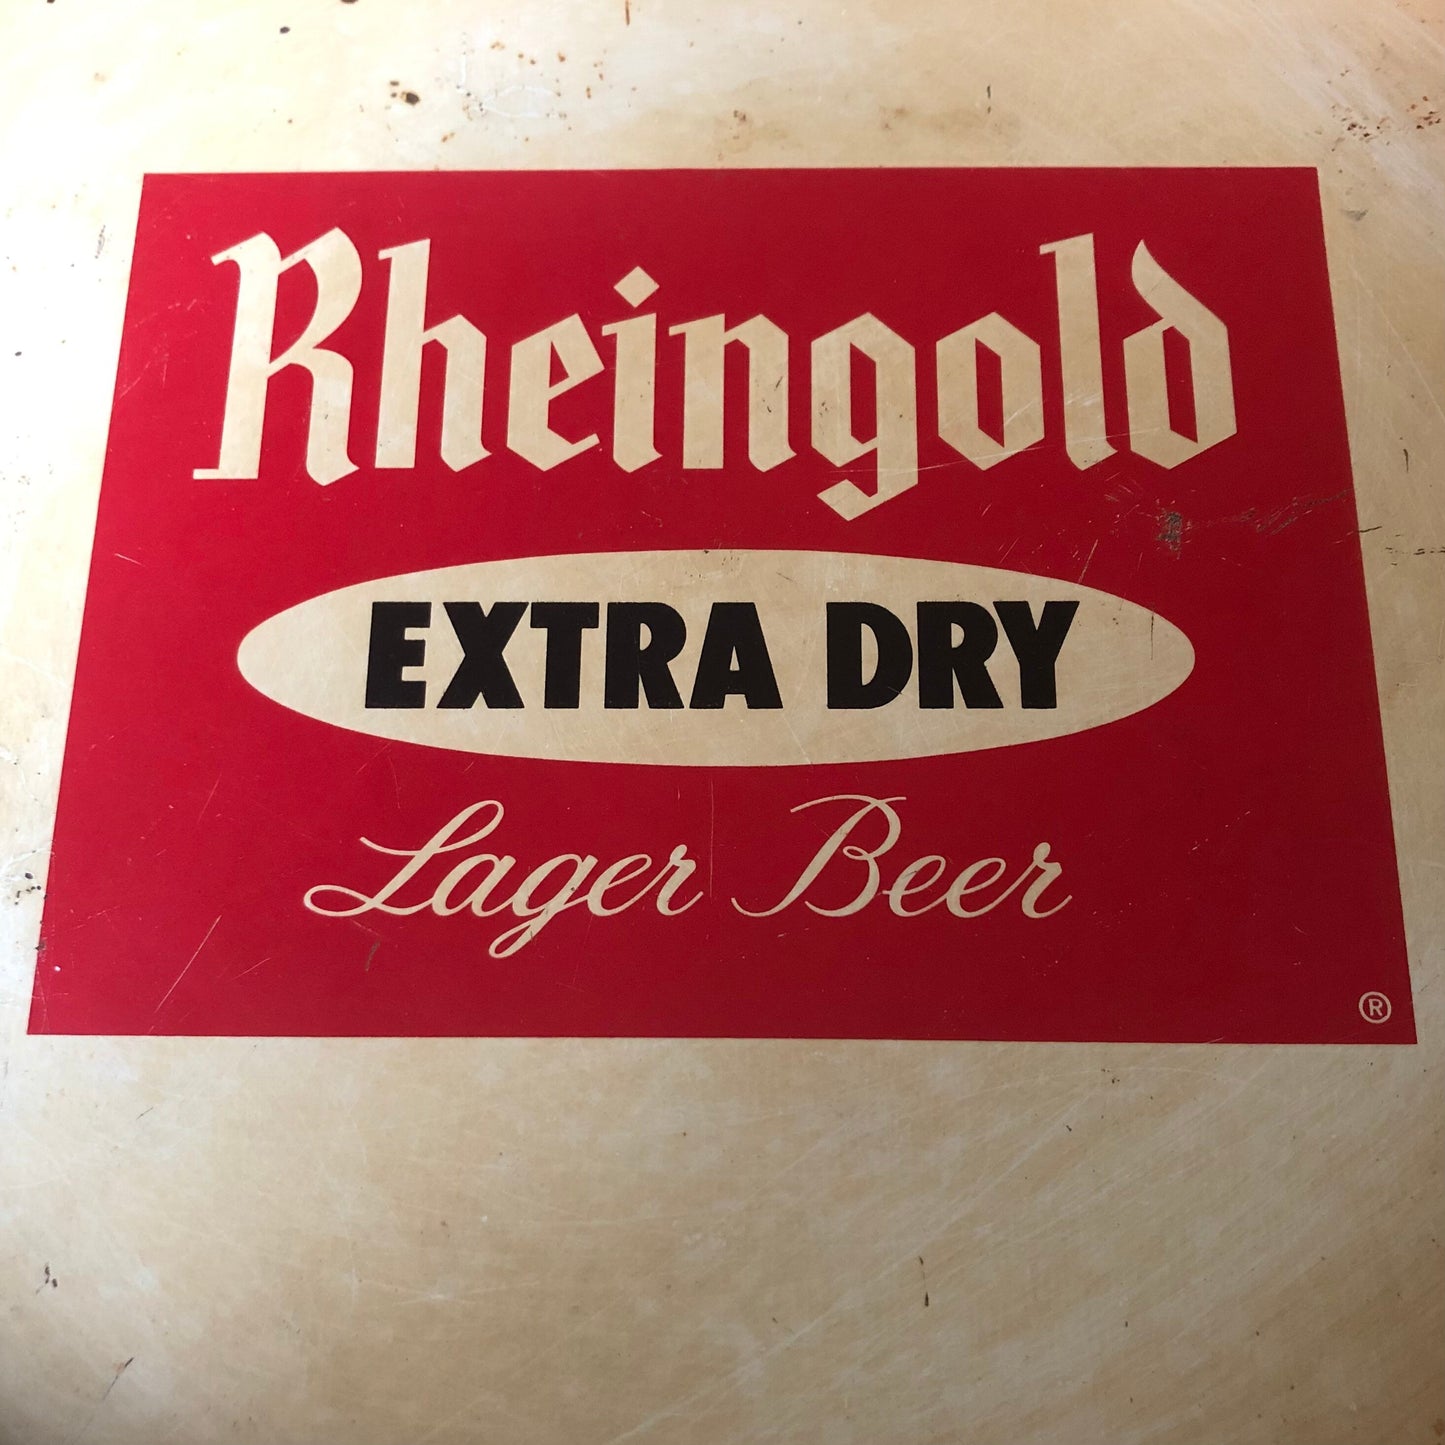 Rheingold
EXTRA DRY
Lager Beer
®